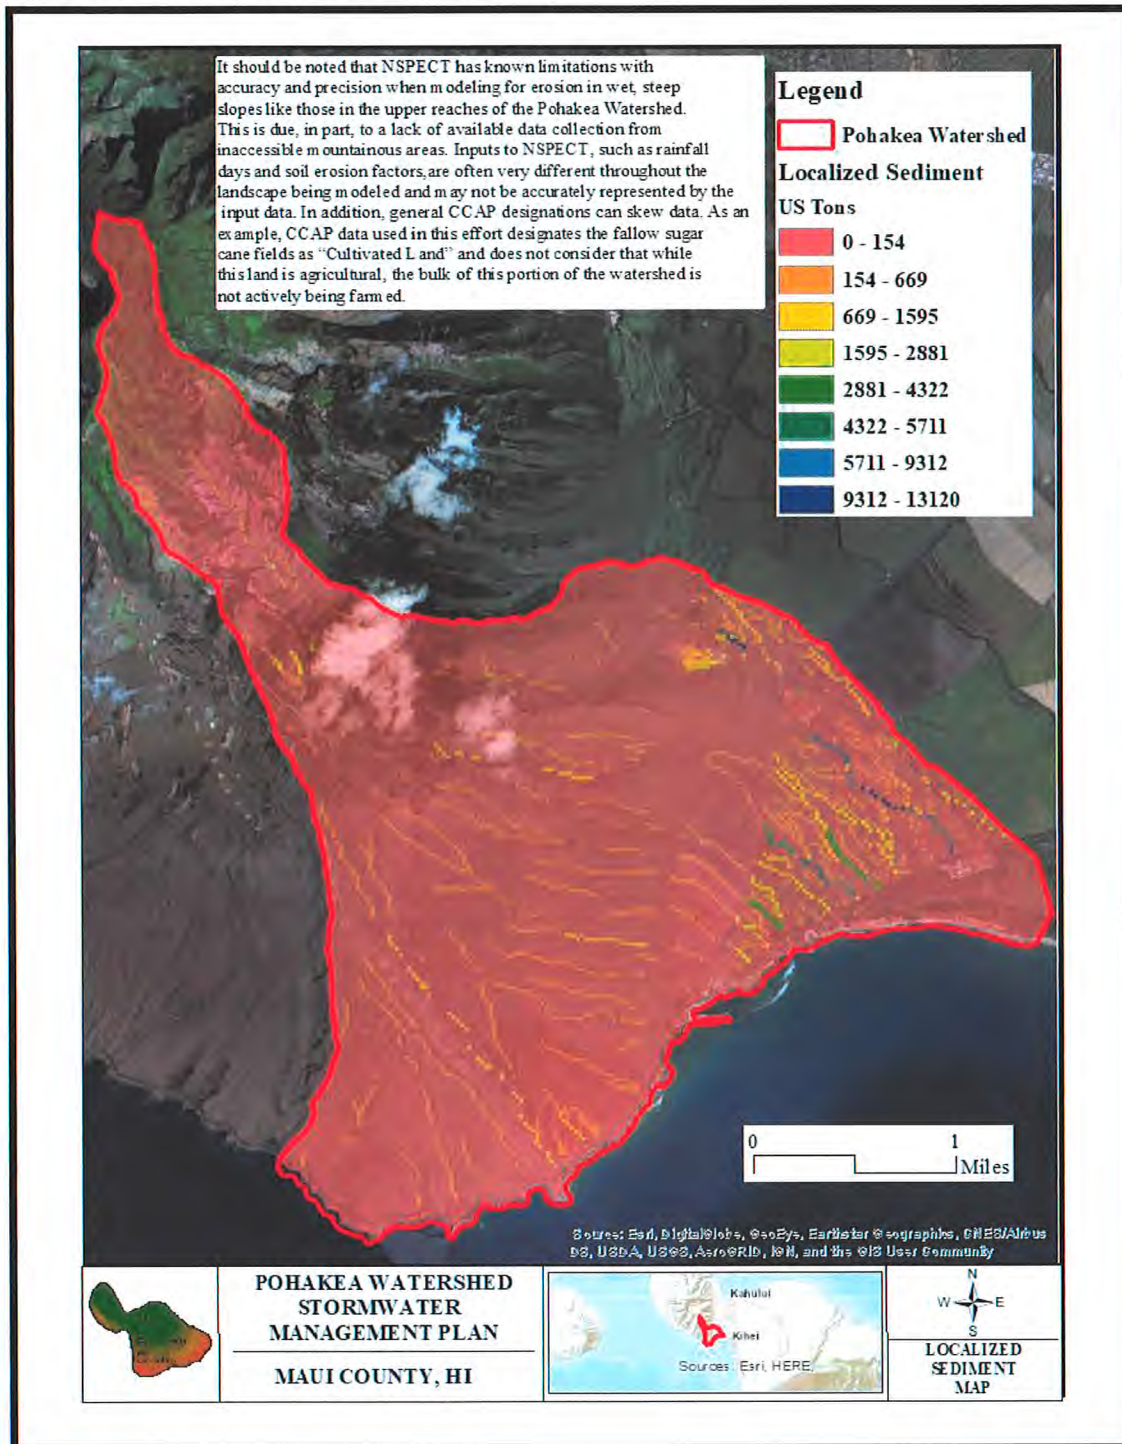 It should be noted that NSPECT has known limitations with
accuracy and precision when modeling for erosion in wet, steep
slopes like those in the upper reaches of the Pohakea Watershed.
This is due, in part, to a lack of available data collection from
inaccessible mountainous areas. Inputs to NSPECT, such as rainfall
days and soil erosion factors, are often very different throughout the
landscape being modeled and may not be accurately represented by the
input data. In addition, general CCAP designations can skew data. As an
example, CCAP data used in this effort designates the fallow sugar
cane fields as “Cultivated Land” and does not consider that while
this land is agricultural, the bulk of this portion of the watershed is
not actively being farmed.
Legend
Pohakea Watershed
Localized Sediment
US Tons
0 - 154
154 - 669
669 - 1595
1595 - 2881
2881 - 4322
4322 - 5711
5711 - 9312
9312 - 13120
0 1
Miles
Source: Esri, DigitalGlobe, GeoEye, Earthstar Geographics, CNES/Airbus
DS, USDA, USGS, AeroGRID, IGN, and the GIS User Community
POHAKEA WATERSHED
STORMWATER
MANAGEMENT PLAN
MAUI COUNTY, HI
Kahului
Kihei
Sources: Esri, HERE,
N
W E
S
LOCALIZED
SEDIMENT
MAP